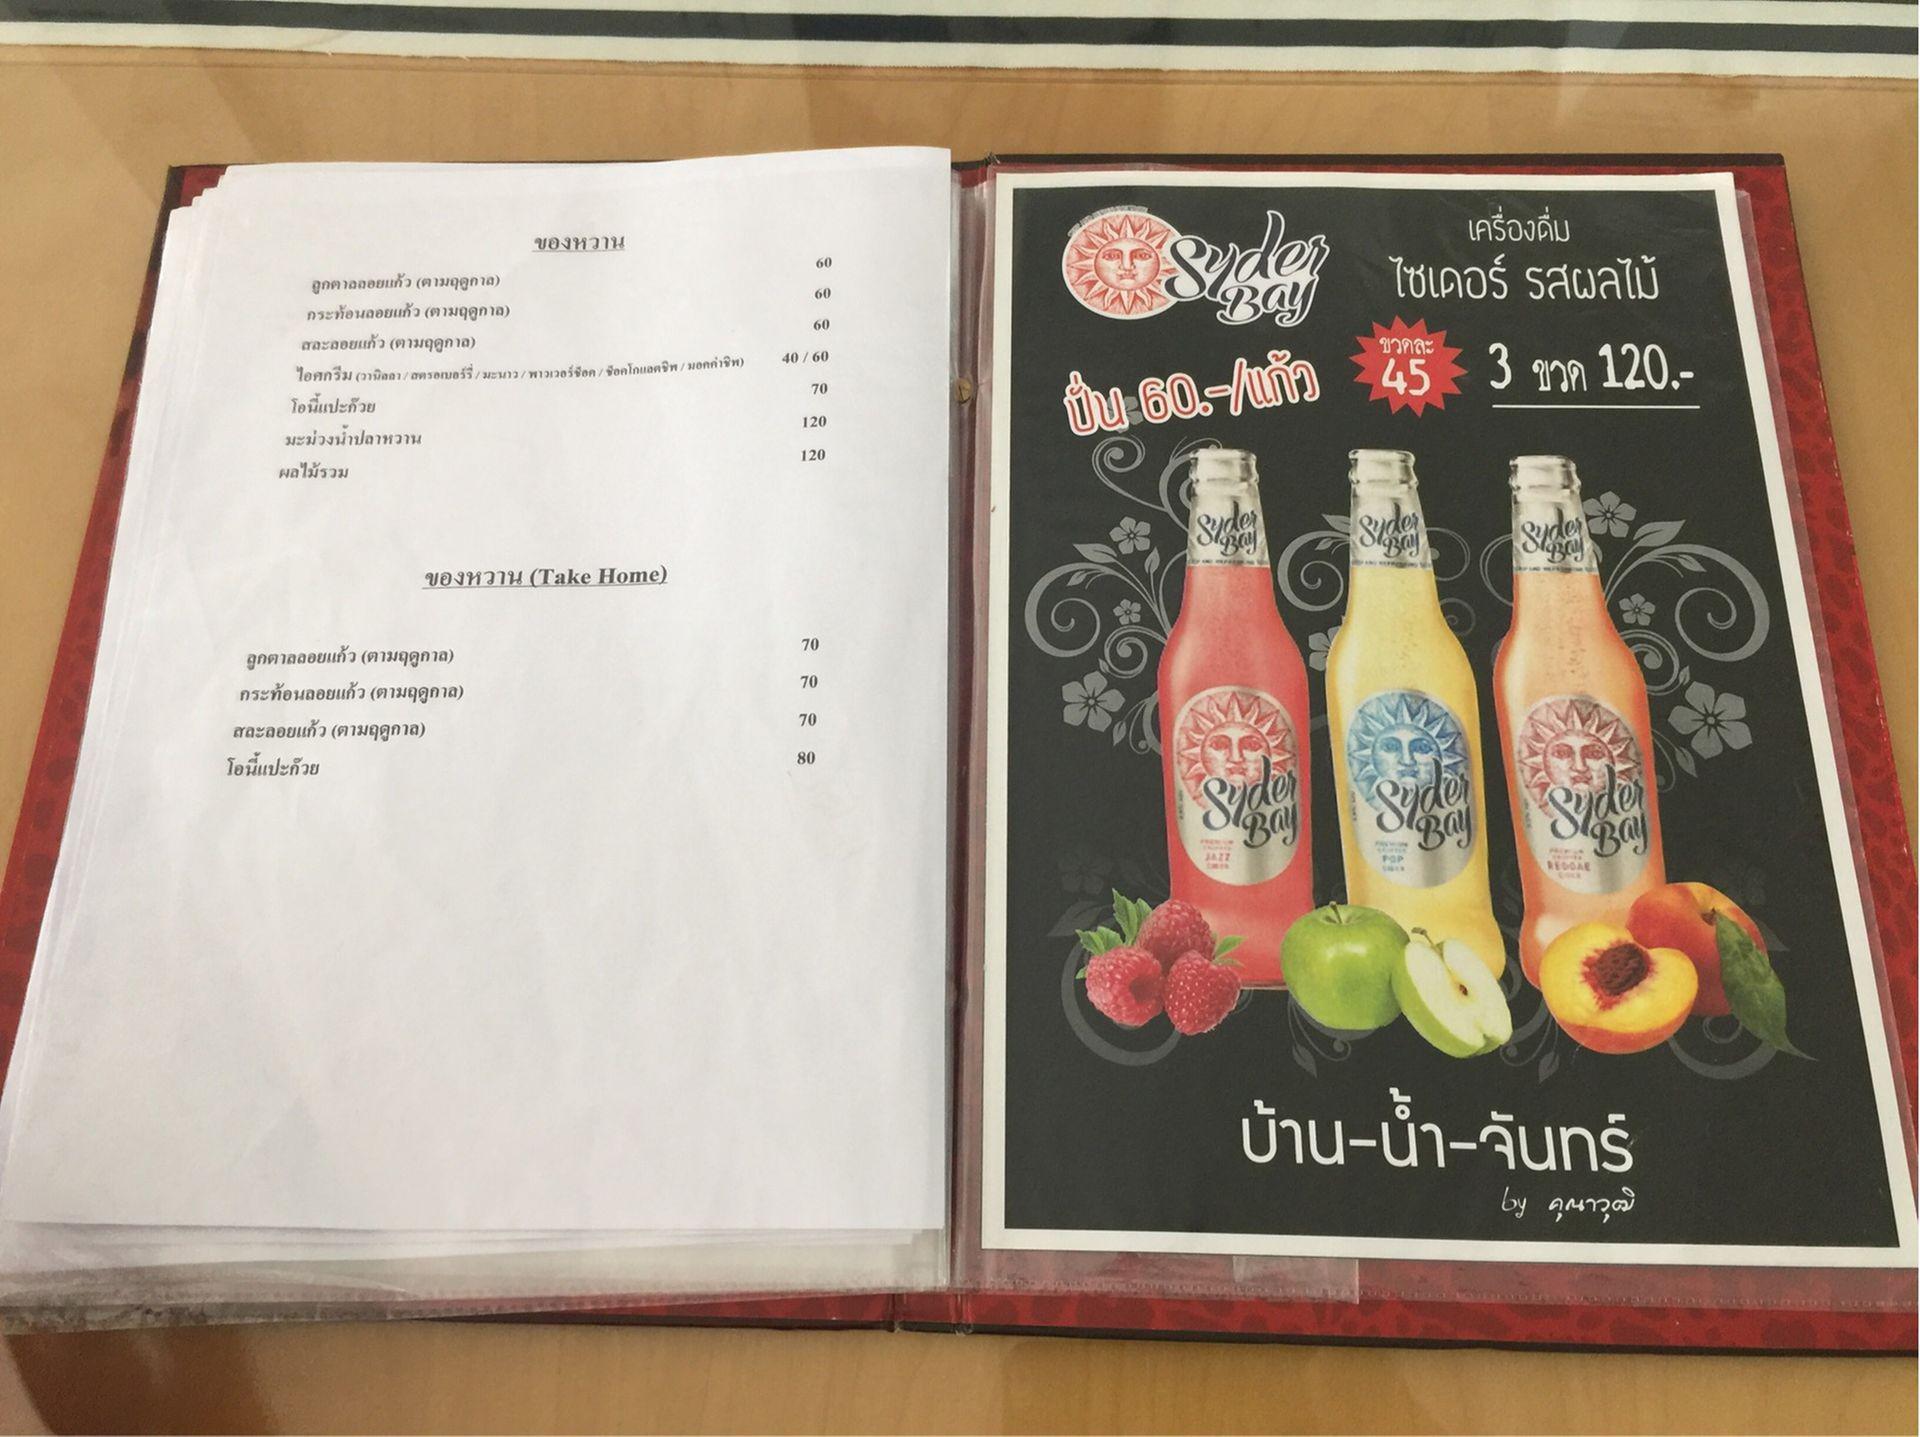 ของหวาน
ลูกตาลลอยแก้ว (ตามฤดูกาล) 60
กระท้อนลอยแก้ว (ตามฤดูกาล) 60
สละลอยแก้ว (ตามฤดูกาล) 60
ไอศกรีม (วานิลลา / สตรอเบอร์รี่ / มะนาว / พาวเวอร์ช๊อค / ช๊อคโกแลตชิพ / มอคค่าชิพ) 40 / 60
โอนี้แปะก๊วย 70
มะม่วงน้ำปลาหวาน 120
ผลไม้รวม 120
ของหวาน (Take Home)
ลูกตาลลอยแก้ว (ตามฤดูกาล) 70
กระท้อนลอยแก้ว (ตามฤดูกาล) 70
สละลอยแก้ว (ตามฤดูกาล) 70
โอนี้แปะก๊วย 80
Syder Bay
เครื่องดื่ม
ไซเดอร์ รสผลไม้
ปั่น 60.-/แก้ว
ขวดละ
45
3 ขวด 120.-
Syder Bay
Syder Bay
Syder Bay
Syder Bay
PREMIUM
JAZZ
CIDER
Syder Bay
POP
CIDER
Syder Bay
PREMIUM
REGGAE
CIDER
บ้าน-น้ำ-จันทร์
by คุณาวุฒิ